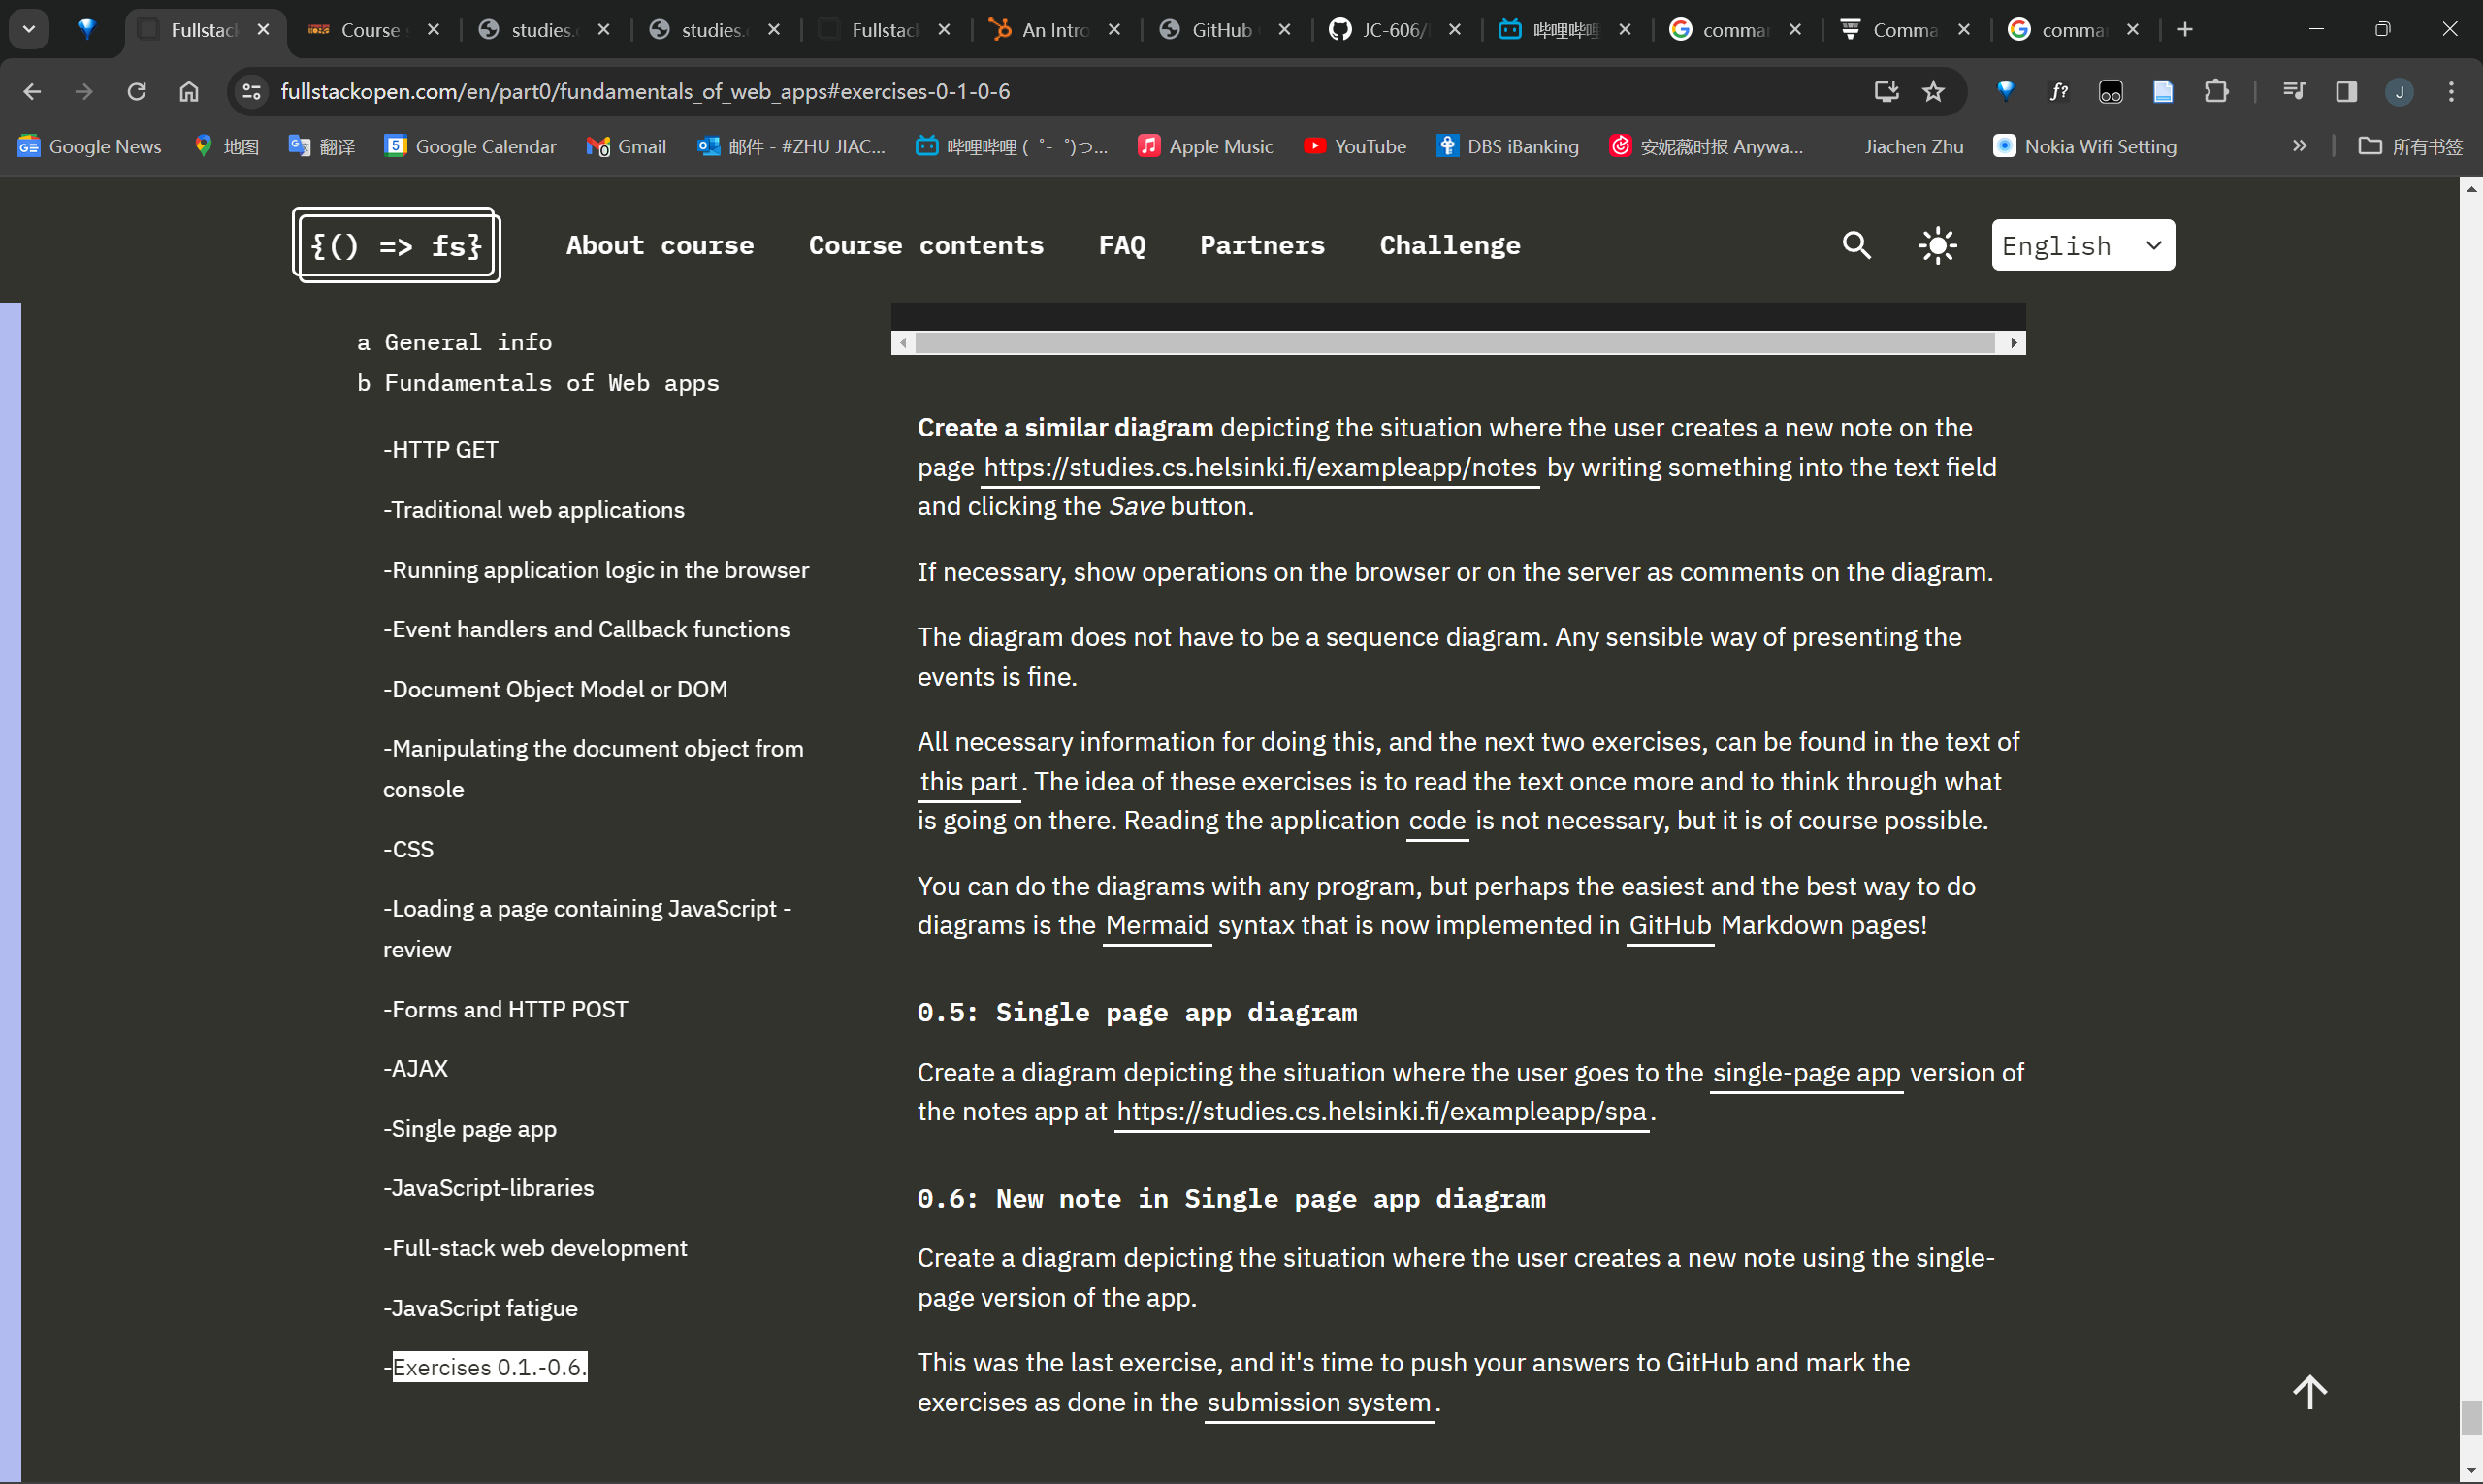 Fullstac
Course s
studies.
studies.
Fullstac
An Intro
GitHub
JC-606/
哔哩哔哩
comma
Comma
comma
fullstackopen.com/en/part0/fundamentals_of_web_apps#exercises-0-1-0-6
J
Google News
地图
翻译
Google Calendar
Gmail
邮件 - #ZHU JIAC...
哔哩哔哩 ( ゜- ゜)つ...
Apple Music
YouTube
DBS iBanking
安妮薇时报 Anywa...
Jiachen Zhu
Nokia Wifi Setting
所有书签
{() => fs}
About course
Course contents
FAQ
Partners
Challenge
English
a General info
b Fundamentals of Web apps
-HTTP GET
-Traditional web applications
-Running application logic in the browser
-Event handlers and Callback functions
-Document Object Model or DOM
-Manipulating the document object from
console
-CSS
-Loading a page containing JavaScript -
review
-Forms and HTTP POST
-AJAX
-Single page app
-JavaScript-libraries
-Full-stack web development
-JavaScript fatigue
-Exercises 0.1.-0.6.
Create a similar diagram depicting the situation where the user creates a new note on the
page https://studies.cs.helsinki.fi/exampleapp/notes by writing something into the text field
and clicking the Save button.
If necessary, show operations on the browser or on the server as comments on the diagram.
The diagram does not have to be a sequence diagram. Any sensible way of presenting the
events is fine.
All necessary information for doing this, and the next two exercises, can be found in the text of
this part. The idea of these exercises is to read the text once more and to think through what
is going on there. Reading the application code is not necessary, but it is of course possible.
You can do the diagrams with any program, but perhaps the easiest and the best way to do
diagrams is the Mermaid syntax that is now implemented in GitHub Markdown pages!
0.5: Single page app diagram
Create a diagram depicting the situation where the user goes to the single-page app version of
the notes app at https://studies.cs.helsinki.fi/exampleapp/spa.
0.6: New note in Single page app diagram
Create a diagram depicting the situation where the user creates a new note using the single-
page version of the app.
This was the last exercise, and it's time to push your answers to GitHub and mark the
exercises as done in the submission system.